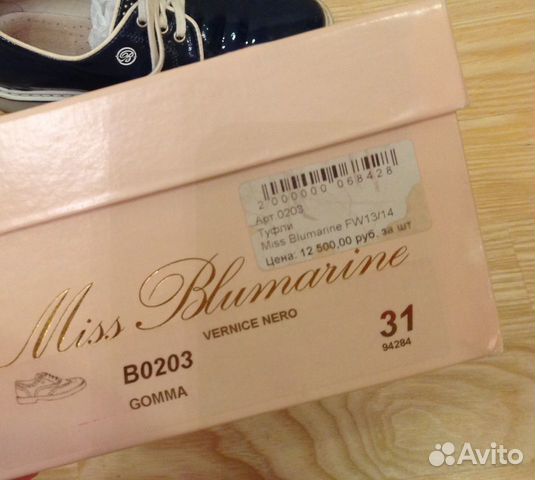 B
2 000000 068428
Арт.0203
Туфли
Miss Blumarine FW13/14
Цена: 12 500,00 руб. за шт
Miss Blumarine
VERNICE NERO
B0203
31
94284
GOMMA
Avito